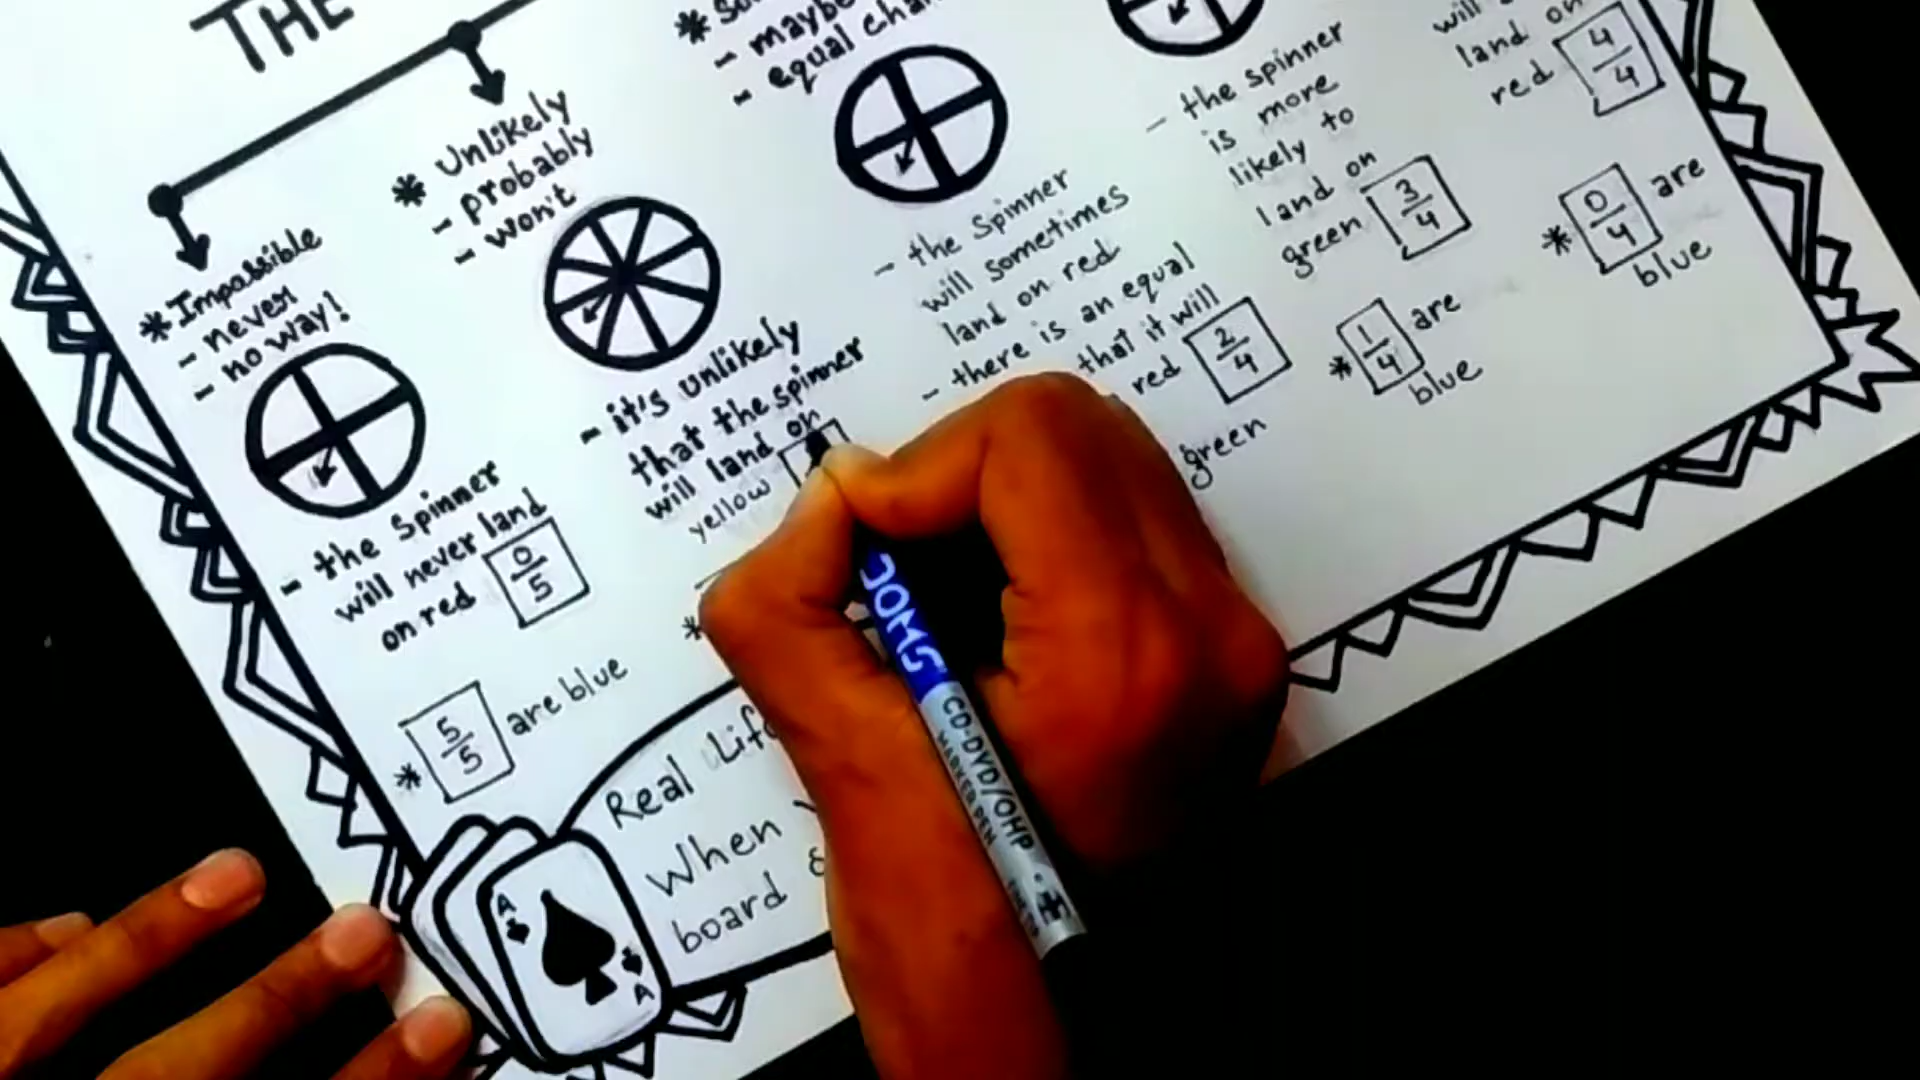 THE
* Impassible
- never
- no way!
- the Spinner
will never land
on red 0/5
* 5/5 are blue
* Unlikely
- probably
- won't
- it's unlikely
that the spinner
will land on
yellow
*
- maybe
- equal
- the Spinner
will sometimes
land on red
- there is an equal
that it will
red 2/4
green
- the spinner
is more
likely to
land on
green 3/4
* 1/4 are
blue
will
land on
red 4/4
* 0/4 are
blue
Real
When
board &
A
A
DOMS
CD-DVD/OHP
MARKER PEN